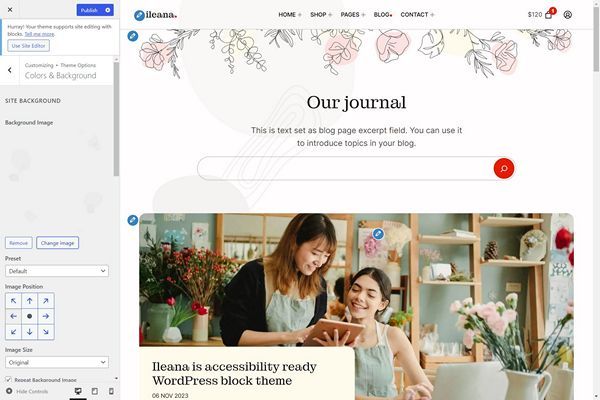 Publish
Hurray! Your theme supports site editing with
blocks. Tell me more.
Use Site Editor
Customizing • Theme Options
Colors & Background
SITE BACKGROUND
Background Image
Remove
Change image
Preset
Default
Image Position
Image Size
Original
Repeat Background Image
Hide Controls
ileana.
HOME +
SHOP +
PAGES +
BLOG
CONTACT +
$120
4
Our journal
This is text set as blog page excerpt field. You can use it
to introduce topics in your blog.
Ileana is accessibility ready
WordPress block theme
06 NOV 2023